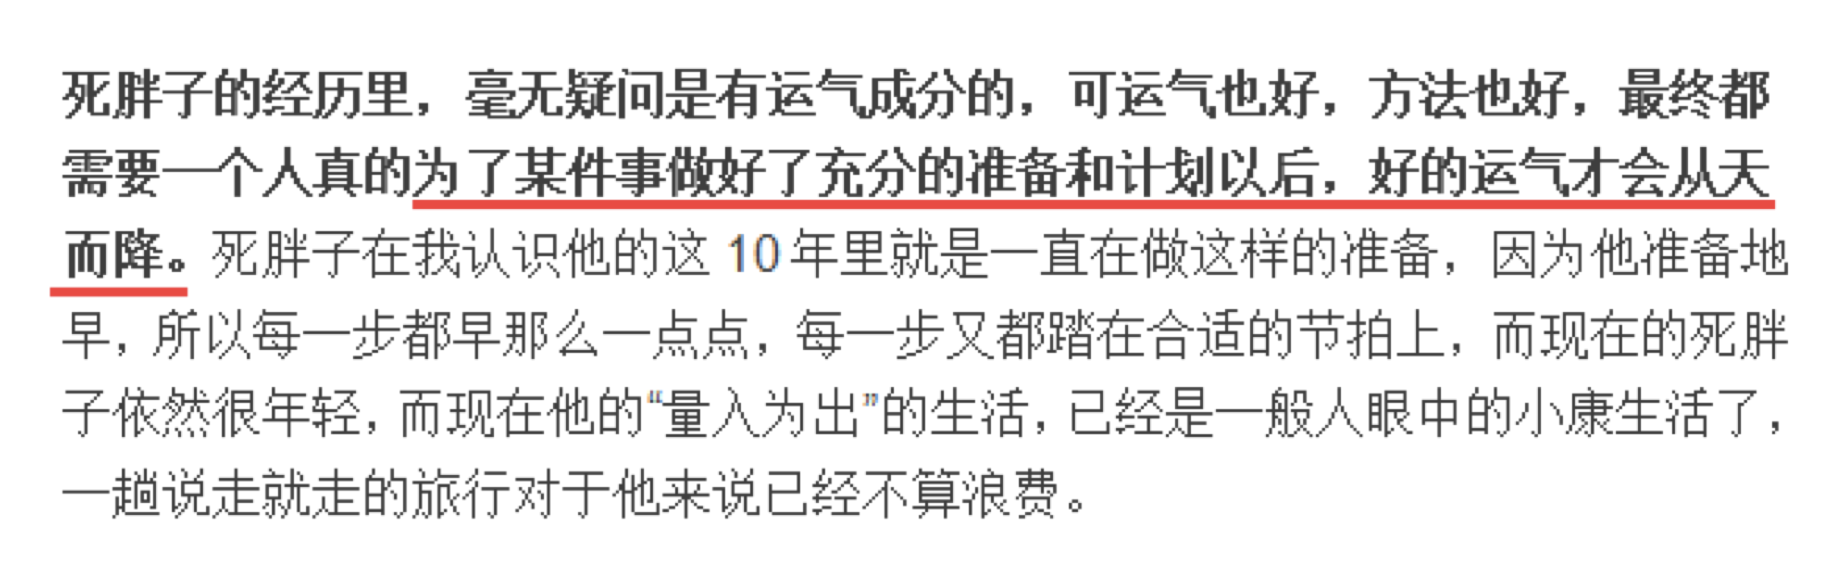 死胖子的经历里，毫无疑问是有运气成分的，可运气也好，方法也好，最终都
需要一个人真的为了某件事做好了充分的准备和计划以后，好的运气才会从天
而降。死胖子在我认识他的这 10 年里就是一直在做这样的准备，因为他准备地
早，所以每一步都早那么一点点，每一步又都踏在合适的节拍上，而现在的死胖
子依然很年轻，而现在他的“量入为出”的生活，已经是一般人眼中的小康生活了，
一趟说走就走的旅行对于他来说已经不算浪费。